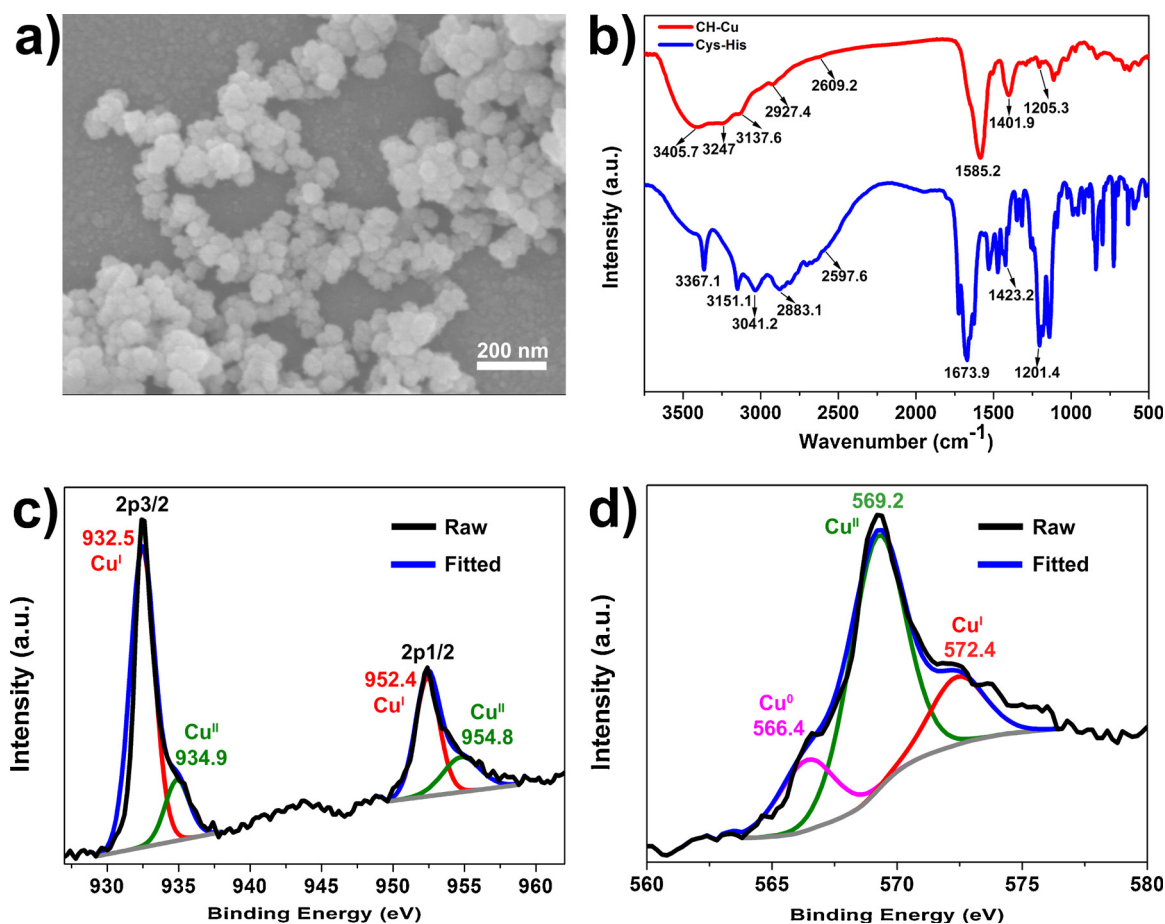 a)
200 nm
b)
CH-Cu
Cys-His
3405.7
3247
3137.6
2927.4
2609.2
1585.2
1401.9
1205.3
3367.1
3151.1
3041.2
2883.1
2597.6
1673.9
1423.2
1201.4
Intensity (a.u.)
3500 3000 2500 2000 1500 1000 500
Wavenumber (cm⁻¹)
c)
2p3/2
932.5
Cuᴵ
Cuᴵᴵ
934.9
2p1/2
952.4
Cuᴵ
Cuᴵᴵ
954.8
Raw
Fitted
Intensity (a.u.)
930 935 940 945 950 955 960
Binding Energy (eV)
d)
569.2
Cuᴵᴵ
Cuᴵ
572.4
Cu⁰
566.4
Raw
Fitted
Intensity (a.u.)
560 565 570 575 580
Binding Energy (eV)